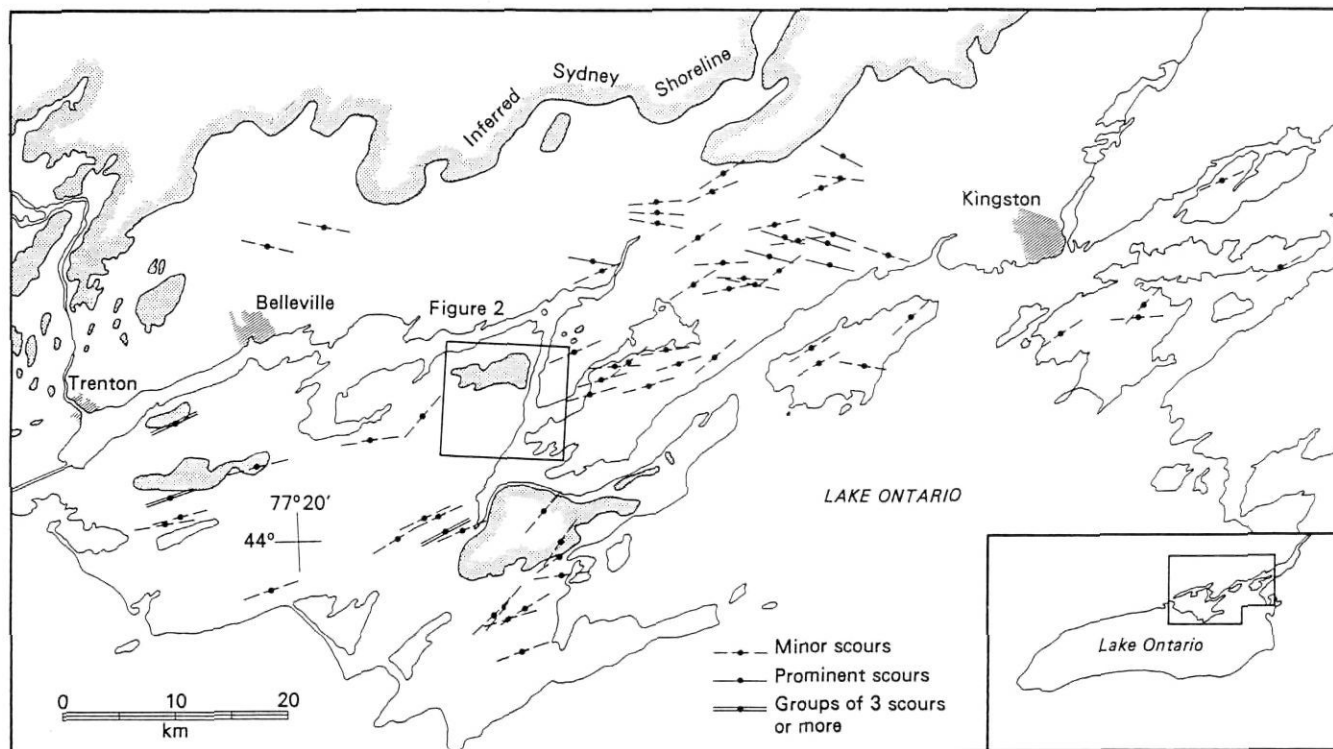 Inferred Sydney Shoreline
Kingston
Belleville
Figure 2
Trenton
77°20′
44°
LAKE ONTARIO
Lake Ontario
Minor scours
Prominent scours
Groups of 3 scours
or more
0 10 20
km